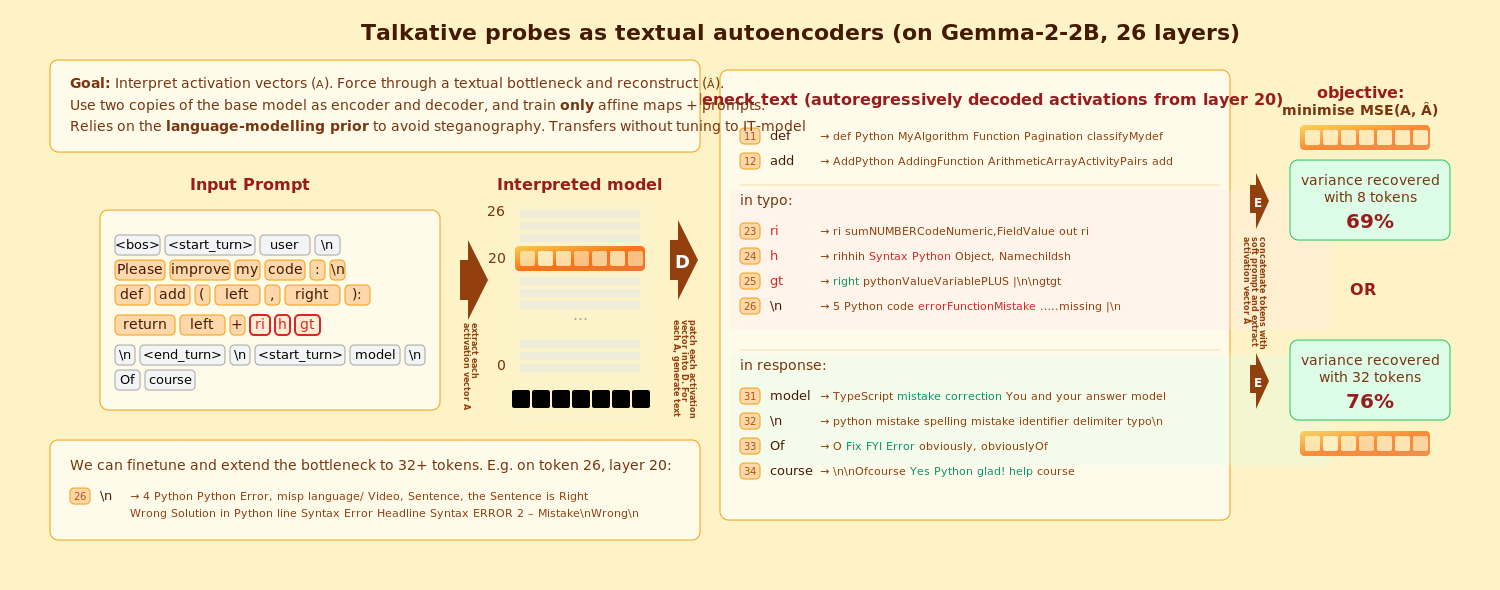 Talkative probes as textual autoencoders (on Gemma-2-2B, 26 layers)
Goal: Interpret activation vectors (A). Force through a textual bottleneck and reconstruct (Â).
Use two copies of the base model as encoder and decoder, and train only affine maps + prompts.
Relies on the language-modelling prior to avoid steganography. Transfers without tuning to IT-model
Input Prompt
<bos> <start_turn> user \n
Please improve my code : \n
def add ( left , right ):
return left + ri h gt
\n <end_turn> \n <start_turn> model \n
Of course
extract each
activation vector A
Interpreted model
26
20
...
0
D
patch each activation
vector into D. For
each A, generate text
We can finetune and extend the bottleneck to 32+ tokens. E.g. on token 26, layer 20:
26 \n → 4 Python Python Error, misp language/ Video, Sentence, the Sentence is Right
Wrong Solution in Python line Syntax Error Headline Syntax ERROR 2 – Mistake\nWrong\n
eneck text (autoregressively decoded activations from layer 20)
11 def → def Python MyAlgorithm Function Pagination classifyMydef
12 add → AddPython AddingFunction ArithmeticArrayActivityPairs add
in typo:
23 ri → ri sumNUMBERCodeNumeric,FieldValue out ri
24 h → rihhih Syntax Python Object, Namechildsh
25 gt → right pythonValueVariablePLUS |\n\ngtgt
26 \n → 5 Python code errorFunctionMistake .....missing |\n
in response:
31 model → TypeScript mistake correction You and your answer model
32 \n → python mistake spelling mistake identifier delimiter typo\n
33 Of → O Fix FYI Error obviously, obviouslyOf
34 course → \n\nOfcourse Yes Python glad! help course
E
concatenate tokens with
soft prompt and extract
activation vector Â
E
objective:
minimise MSE(A, Â)
variance recovered
with 8 tokens
69%
OR
variance recovered
with 32 tokens
76%